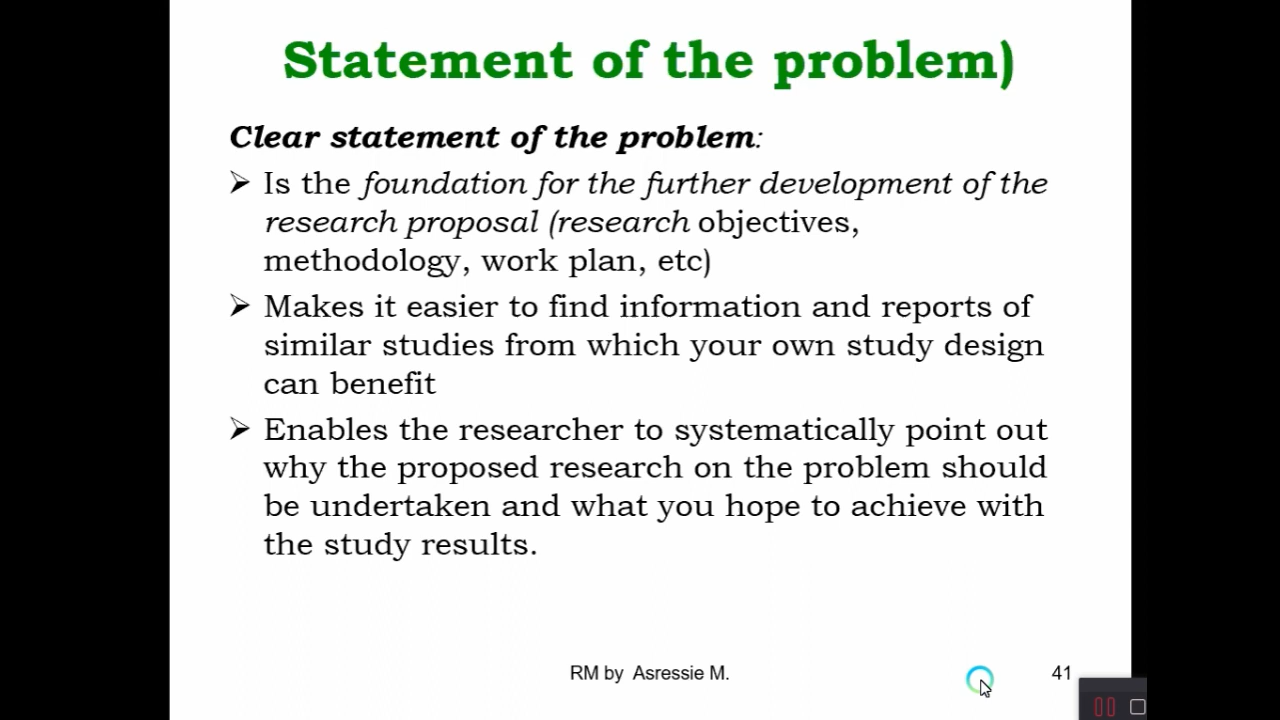 Statement of the problem)
Clear statement of the problem:
➢ Is the foundation for the further development of the
research proposal (research objectives,
methodology, work plan, etc)
➢ Makes it easier to find information and reports of
similar studies from which your own study design
can benefit
➢ Enables the researcher to systematically point out
why the proposed research on the problem should
be undertaken and what you hope to achieve with
the study results.
RM by Asressie M.
41